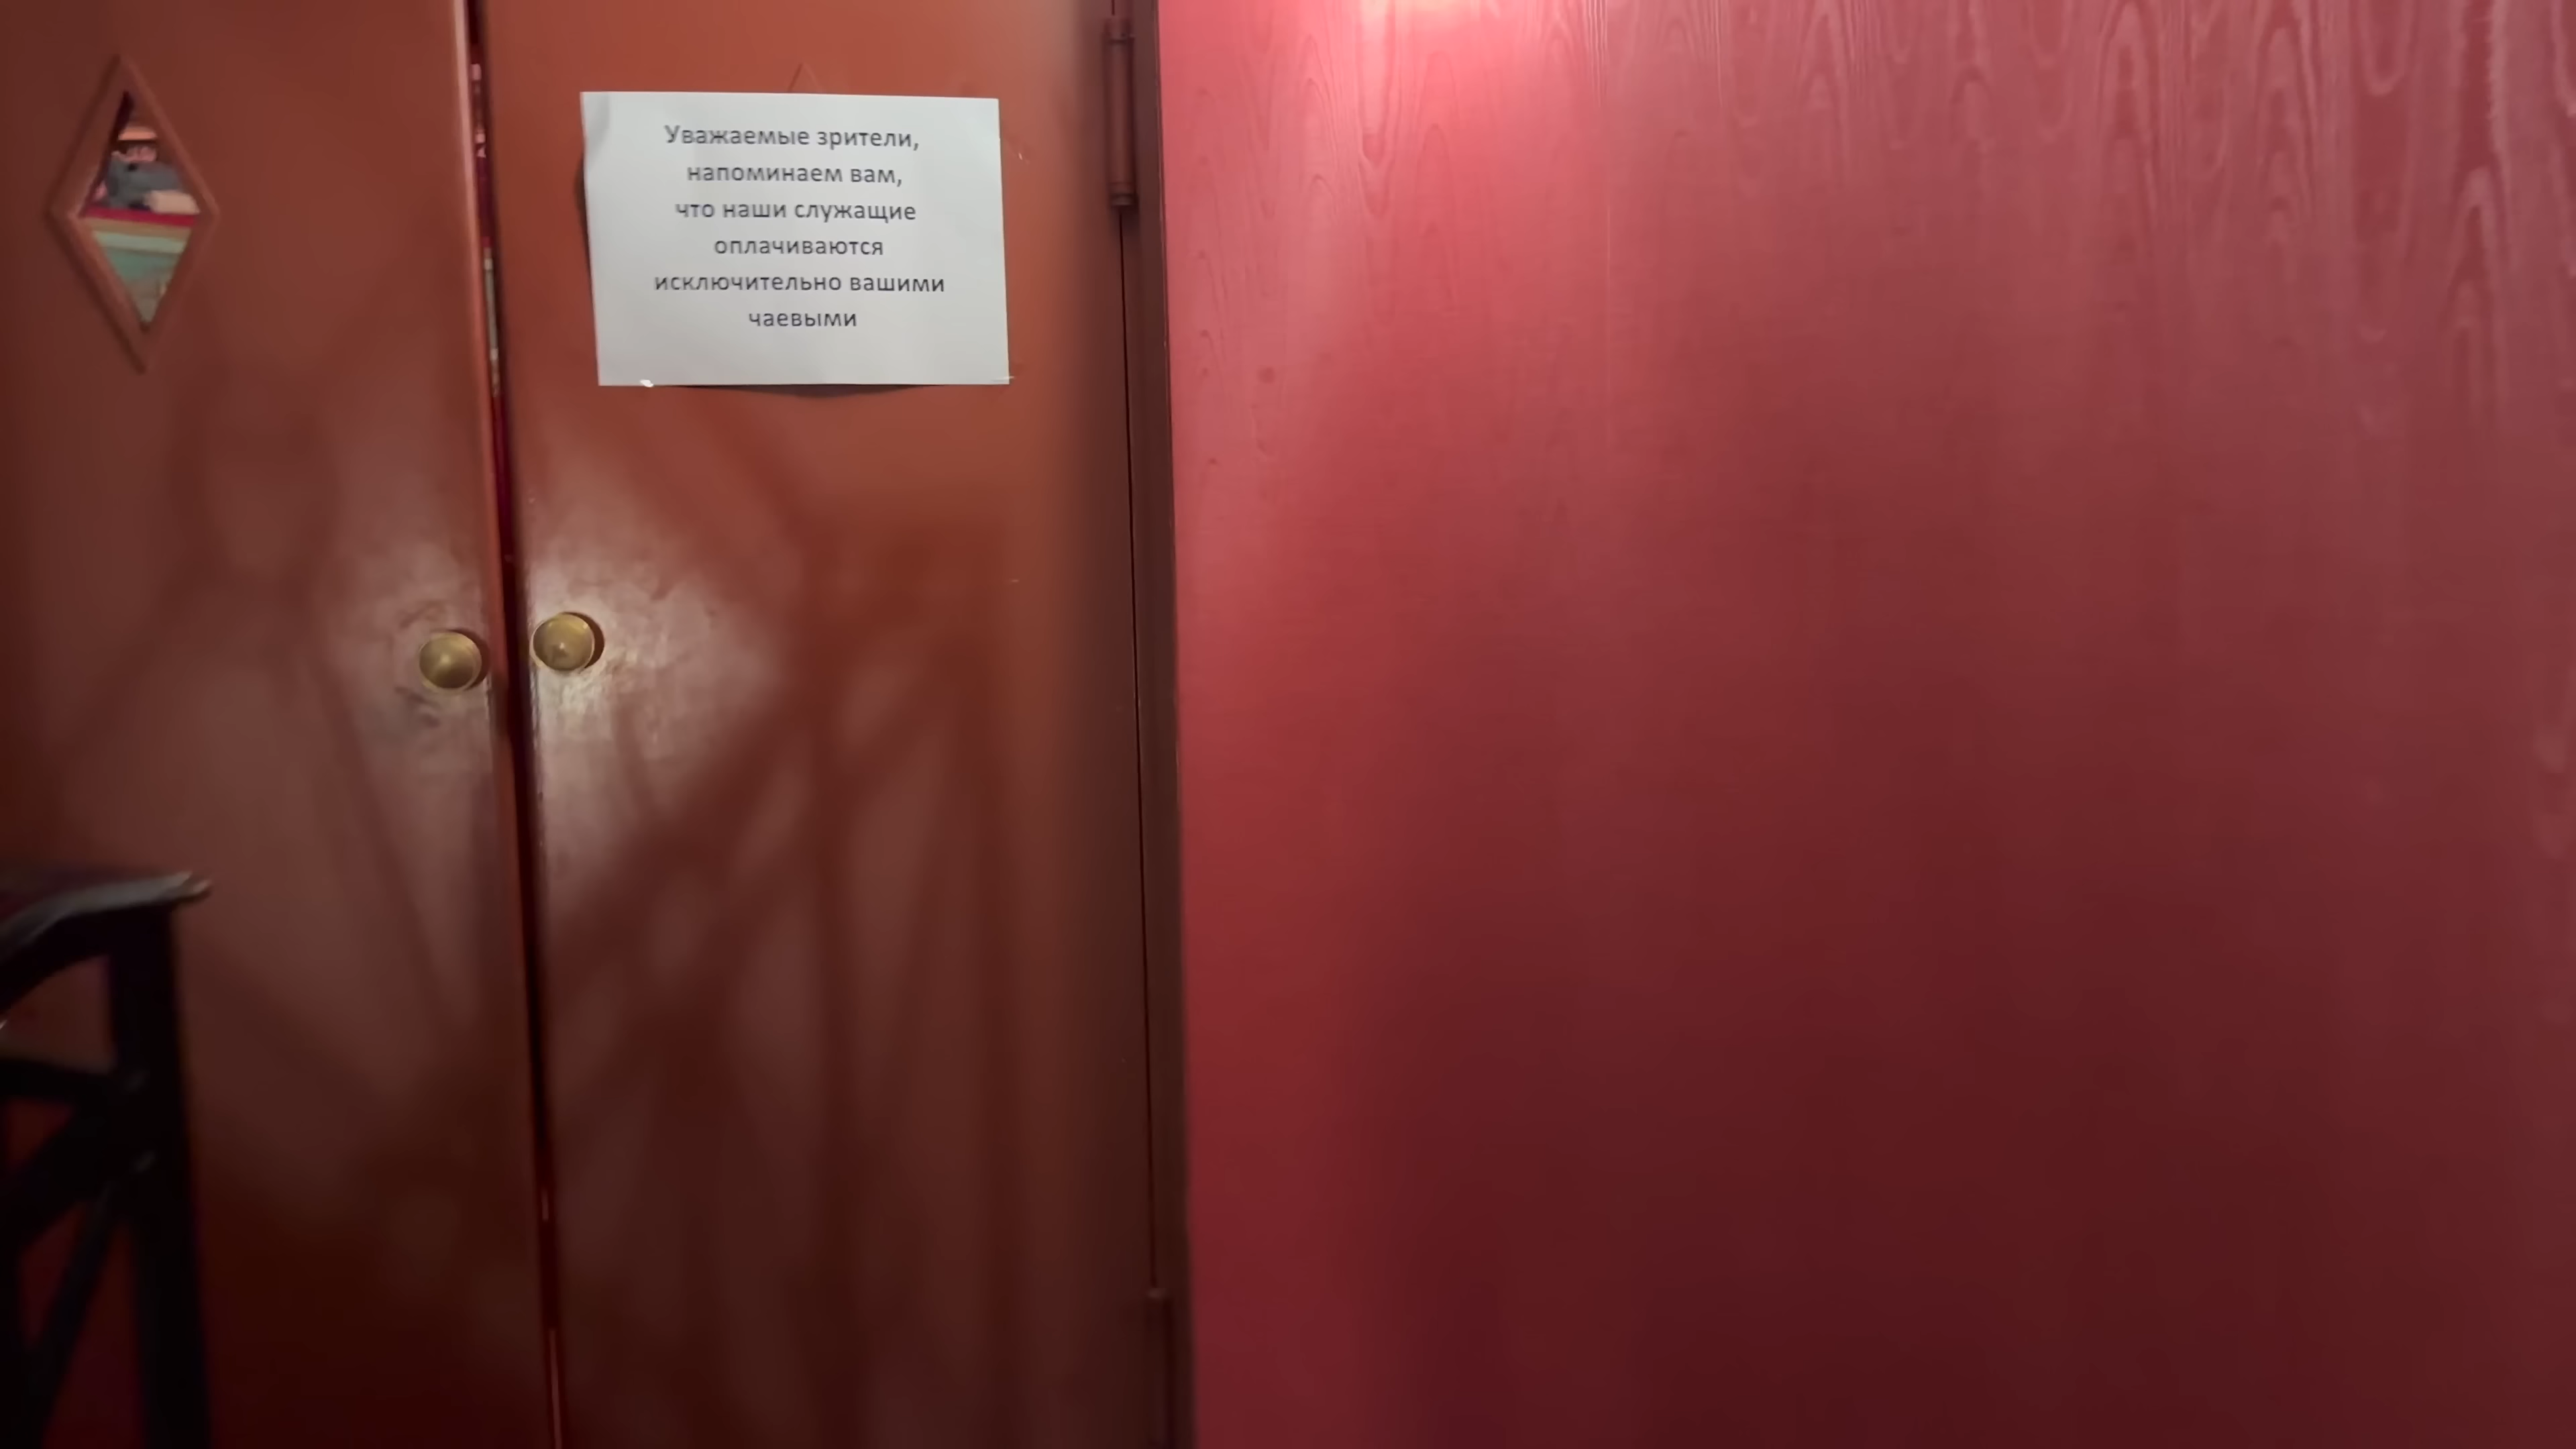 Уважаемые зрители,
напоминаем вам,
что наши служащие
оплачиваются
исключительно вашими
чаевыми